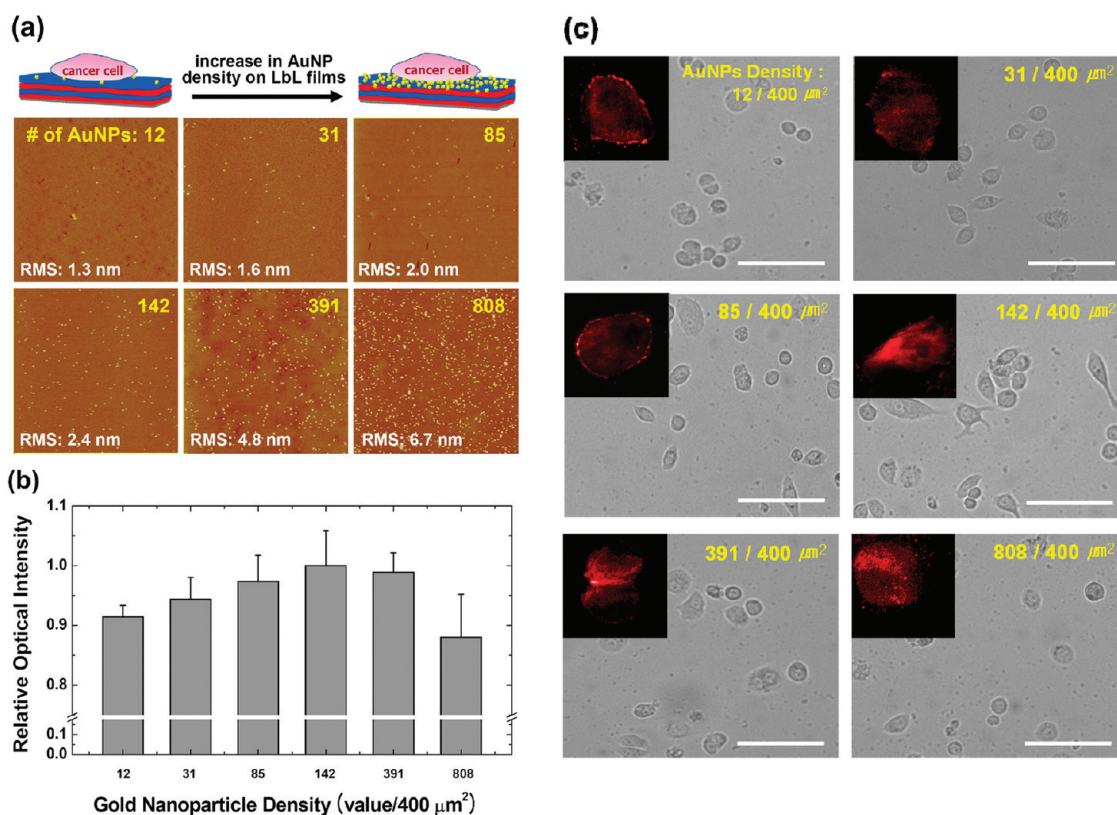 (a)
increase in AuNP
density on LbL films
cancer cell
cancer cell
# of AuNPs: 12
31
85
RMS: 1.3 nm
RMS: 1.6 nm
RMS: 2.0 nm
142
391
808
RMS: 2.4 nm
RMS: 4.8 nm
RMS: 6.7 nm
(b)
Relative Optical Intensity
1.1
1.0
0.9
0.8
0.1
0.0
12
31
85
142
391
808
Gold Nanoparticle Density (value/400 μm²)
(c)
AuNPs Density :
12 / 400 μm²
31 / 400 μm²
85 / 400 μm²
142 / 400 μm²
391 / 400 μm²
808 / 400 μm²